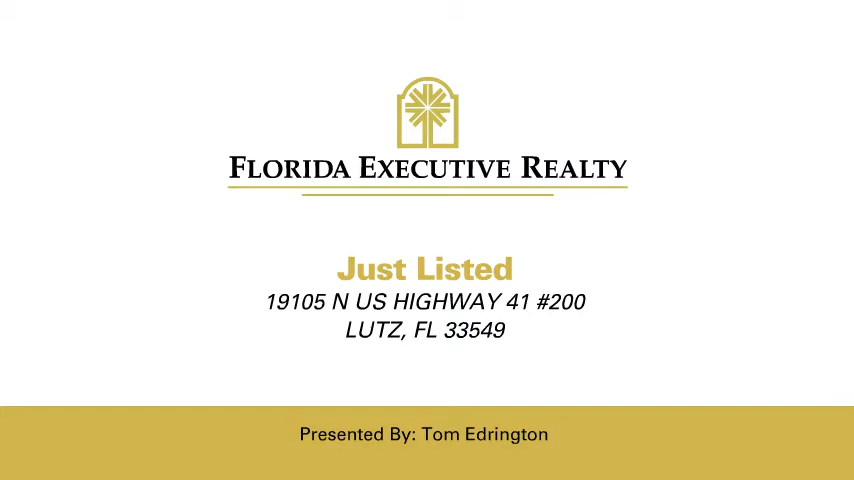 FLORIDA EXECUTIVE REALTY
Just Listed
19105 N US HIGHWAY 41 #200
LUTZ, FL 33549
Presented By: Tom Edrington